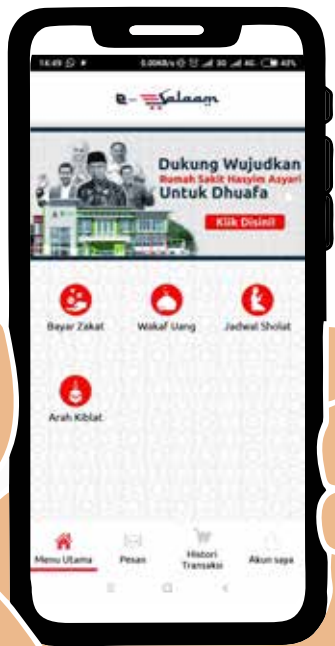 e-Salaam
Dukung Wujudkan
Rumah Sakit Hasyim Asyari
Untuk Dhuafa
Klik Disini!
Bayar Zakat
Wakaf Uang
Jadwal Sholat
Arah Kiblat
Menu Utama
Pesan
Histori
Transaksi
Akun saya